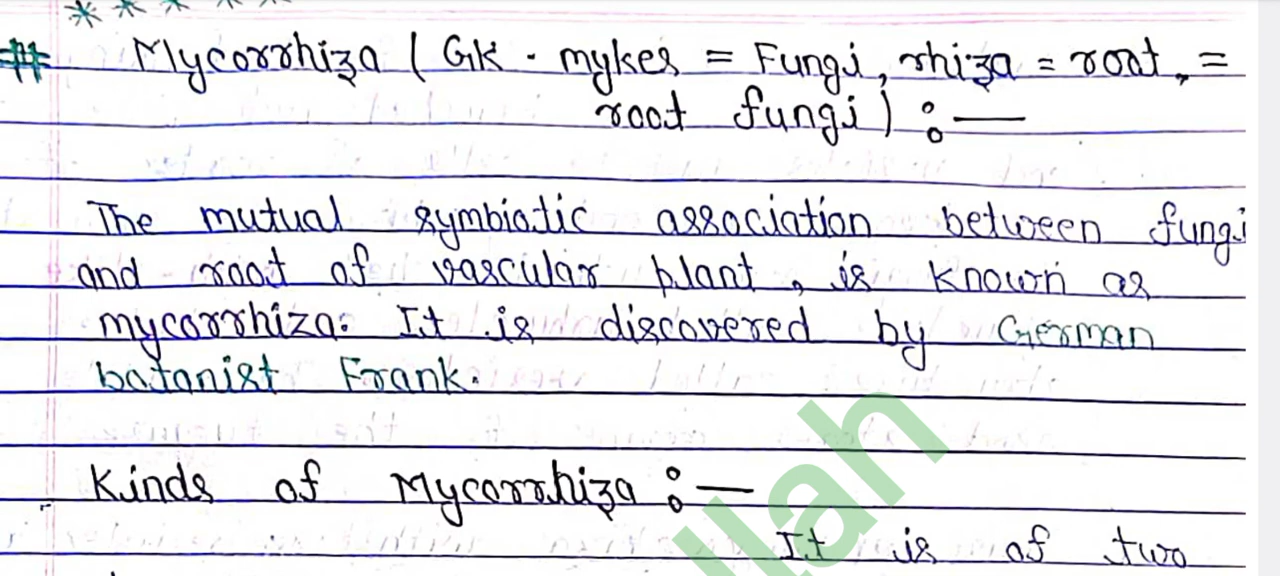 * * * * *
# Mycorrhiza ( GK - mykes = Fungi, rhiza = root, =
root fungi ) :—
The mutual symbiotic association between fungi
and root of vascular plant, is known as
mycorrhiza. It is discovered by German
botanist Frank.
Kinds of Mycorrhiza :—
It is of two
llah